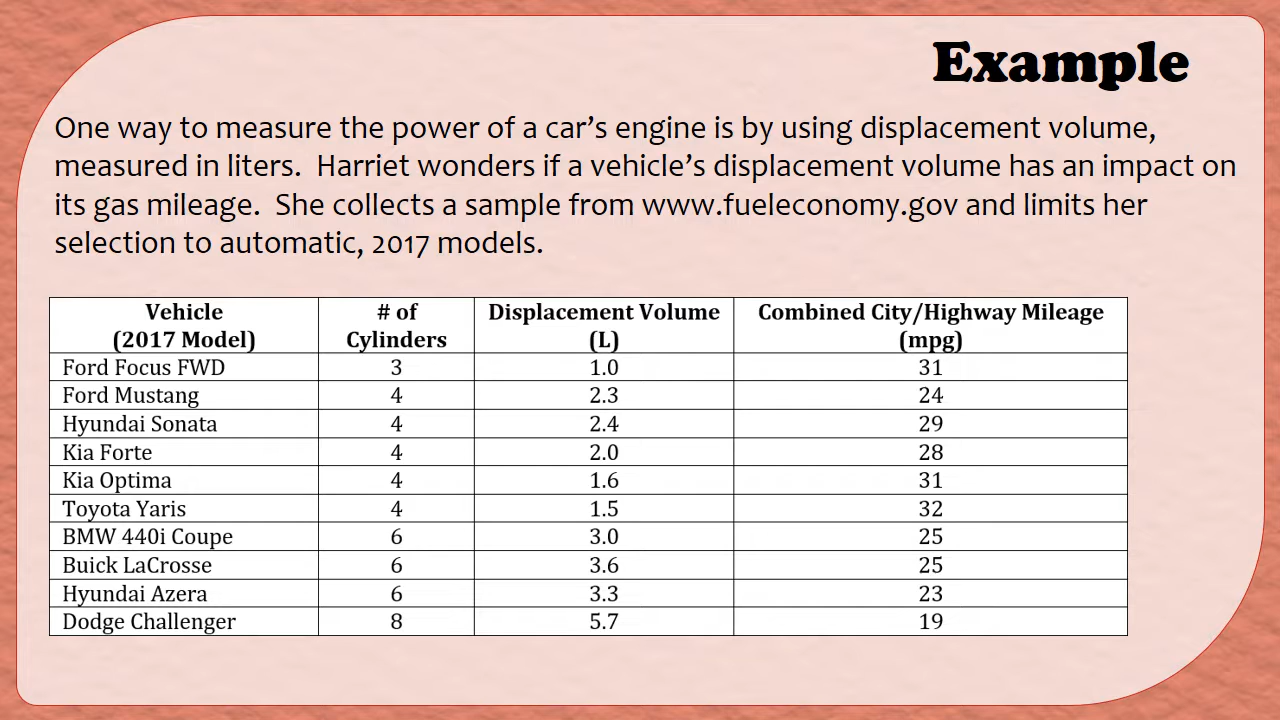 Example
One way to measure the power of a car’s engine is by using displacement volume,
measured in liters.  Harriet wonders if a vehicle’s displacement volume has an impact on
its gas mileage.  She collects a sample from www.fueleconomy.gov and limits her
selection to automatic, 2017 models.
Vehicle # of Displacement Volume Combined City/Highway Mileage
(2017 Model) Cylinders (L) (mpg)
Ford Focus FWD 3 1.0 31
Ford Mustang 4 2.3 24
Hyundai Sonata 4 2.4 29
Kia Forte 4 2.0 28
Kia Optima 4 1.6 31
Toyota Yaris 4 1.5 32
BMW 440i Coupe 6 3.0 25
Buick LaCrosse 6 3.6 25
Hyundai Azera 6 3.3 23
Dodge Challenger 8 5.7 19